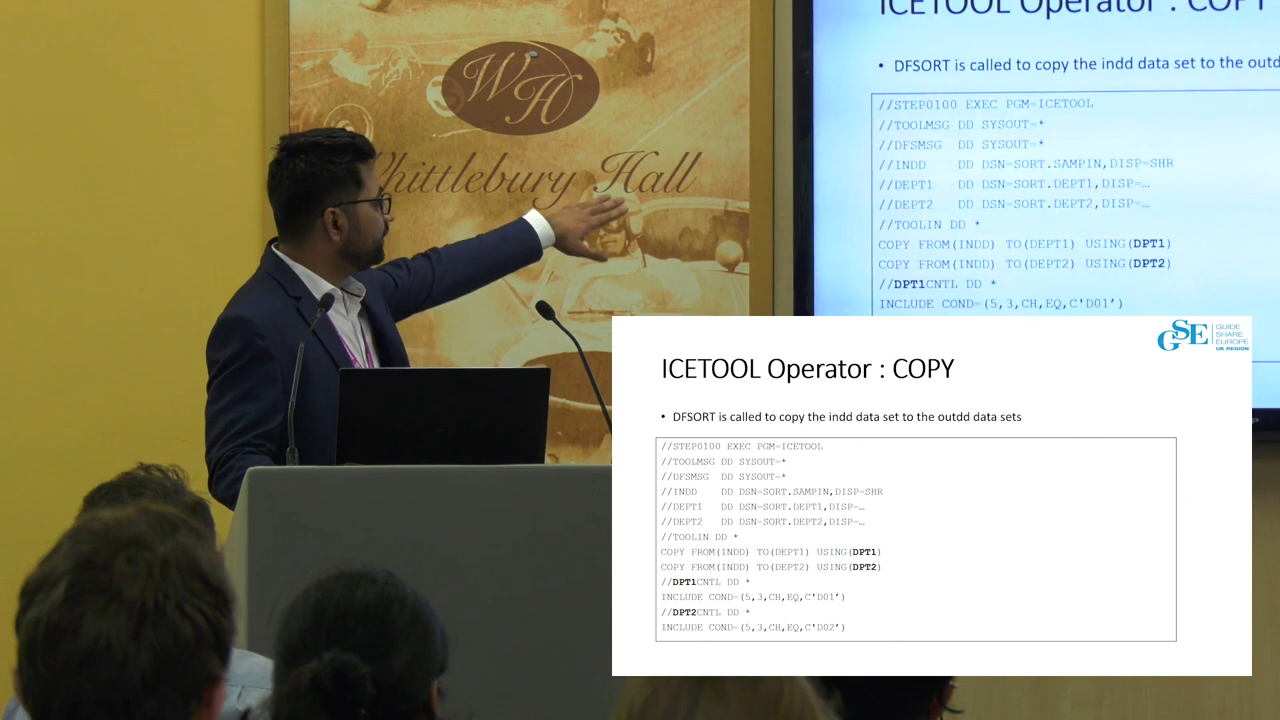 WH
Whittlebury Hall
ICETOOL Operator : COPY
• DFSORT is called to copy the indd data set to the outd
//STEP0100 EXEC PGM=ICETOOL
//TOOLMSG DD SYSOUT=*
//DFSMSG DD SYSOUT=*
//INDD DD DSN=SORT.SAMPIN,DISP=SHR
//DEPT1 DD DSN=SORT.DEPT1,DISP=…
//DEPT2 DD DSN=SORT.DEPT2,DISP=…
//TOOLIN DD *
COPY FROM(INDD) TO(DEPT1) USING(DPT1)
COPY FROM(INDD) TO(DEPT2) USING(DPT2)
//DPT1CNTL DD *
INCLUDE COND=(5,3,CH,EQ,C'D01’)
GSE
GUIDE
SHARE
EUROPE
UK REGION
ICETOOL Operator : COPY
• DFSORT is called to copy the indd data set to the outdd data sets
//STEP0100 EXEC PGM=ICETOOL
//TOOLMSG DD SYSOUT=*
//DFSMSG DD SYSOUT=*
//INDD DD DSN=SORT.SAMPIN,DISP=SHR
//DEPT1 DD DSN=SORT.DEPT1,DISP=…
//DEPT2 DD DSN=SORT.DEPT2,DISP=…
//TOOLIN DD *
COPY FROM(INDD) TO(DEPT1) USING(DPT1)
COPY FROM(INDD) TO(DEPT2) USING(DPT2)
//DPT1CNTL DD *
INCLUDE COND=(5,3,CH,EQ,C'D01’)
//DPT2CNTL DD *
INCLUDE COND=(5,3,CH,EQ,C'D02’)